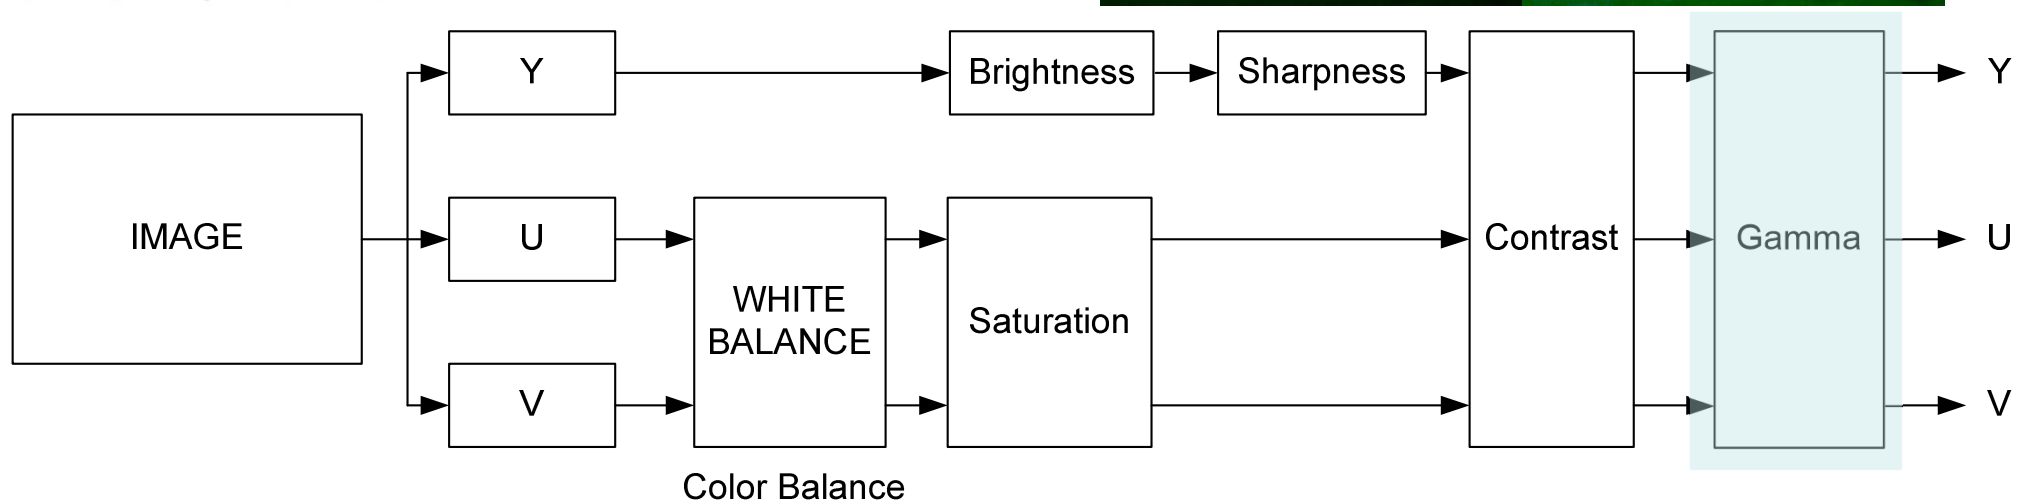 Y
Brightness
Sharpness
Y
IMAGE
U
Contrast
Gamma
U
WHITE
BALANCE
Saturation
V
V
Color Balance